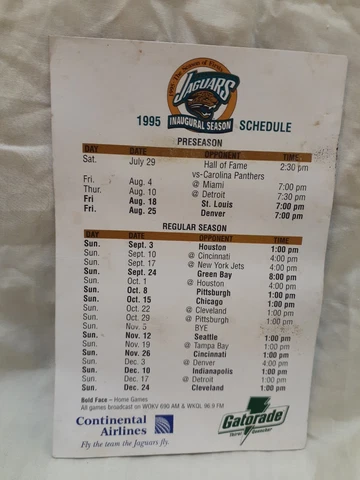 1995 - The Season of Firsts
JAGUARS
1995 INAUGURAL SEASON SCHEDULE
PRESEASON
DAY DATE OPPONENT TIME
Sat. July 29 Hall of Fame 2:30 pm
vs-Carolina Panthers
Fri. Aug. 4 @ Miami 7:00 pm
Thur. Aug. 10 @ Detroit 7:30 pm
Fri. Aug. 18 St. Louis 7:00 pm
Fri. Aug. 25 Denver 7:00 pm
REGULAR SEASON
DAY DATE OPPONENT TIME
Sun. Sept. 3 Houston 1:00 pm
Sun. Sept. 10 @ Cincinnati 4:00 pm
Sun. Sept. 17 @ New York Jets 4:00 pm
Sun. Sept. 24 Green Bay 8:00 pm
Sun. Oct. 1 @ Houston 4:00 pm
Sun. Oct. 8 Pittsburgh 1:00 pm
Sun. Oct. 15 Chicago 1:00 pm
Sun. Oct. 22 @ Cleveland 1:00 pm
Sun. Oct. 29 @ Pittsburgh 1:00 pm
Sun. Nov. 5 BYE
Sun. Nov. 12 Seattle 1:00 pm
Sun. Nov. 19 @ Tampa Bay 1:00 pm
Sun. Nov. 26 Cincinnati 1:00 pm
Sun. Dec. 3 @ Denver 4:00 pm
Sun. Dec. 10 Indianapolis 1:00 pm
Sun. Dec. 17 @ Detroit 1:00 pm
Sun. Dec. 24 Cleveland 1:00 pm
Bold Face – Home Games
All games broadcast on WOKV 690 AM & WKQL 96.9 FM
Continental
Airlines
Fly the team the Jaguars fly.
Gatorade
Thirst Quencher